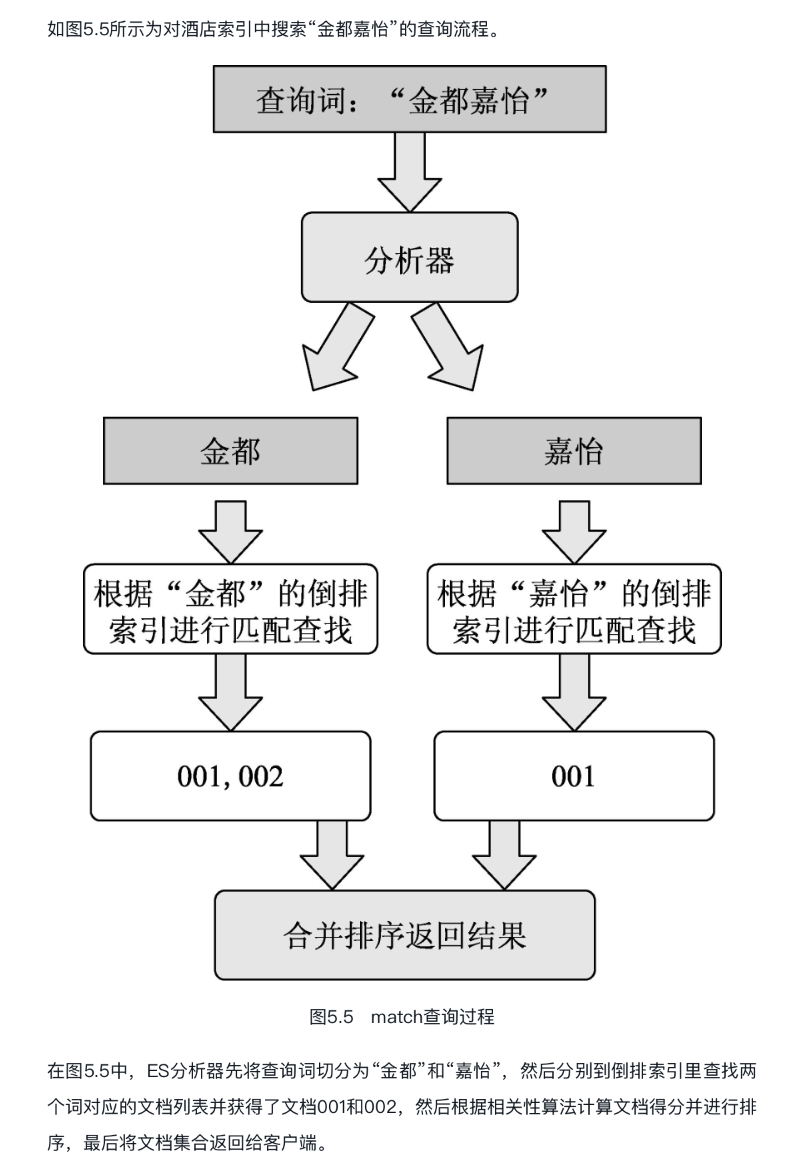 如图5.5所示为对酒店索引中搜索“金都嘉怡”的查询流程。
查询词：“金都嘉怡”
分析器
金都
嘉怡
根据“金都”的倒排
索引进行匹配查找
根据“嘉怡”的倒排
索引进行匹配查找
001,002
001
合并排序返回结果
图5.5 match查询过程
在图5.5中，ES分析器先将查询词切分为“金都”和“嘉怡”，然后分别到倒排索引里查找两
个词对应的文档列表并获得了文档001和002，然后根据相关性算法计算文档得分并进行排
序，最后将文档集合返回给客户端。